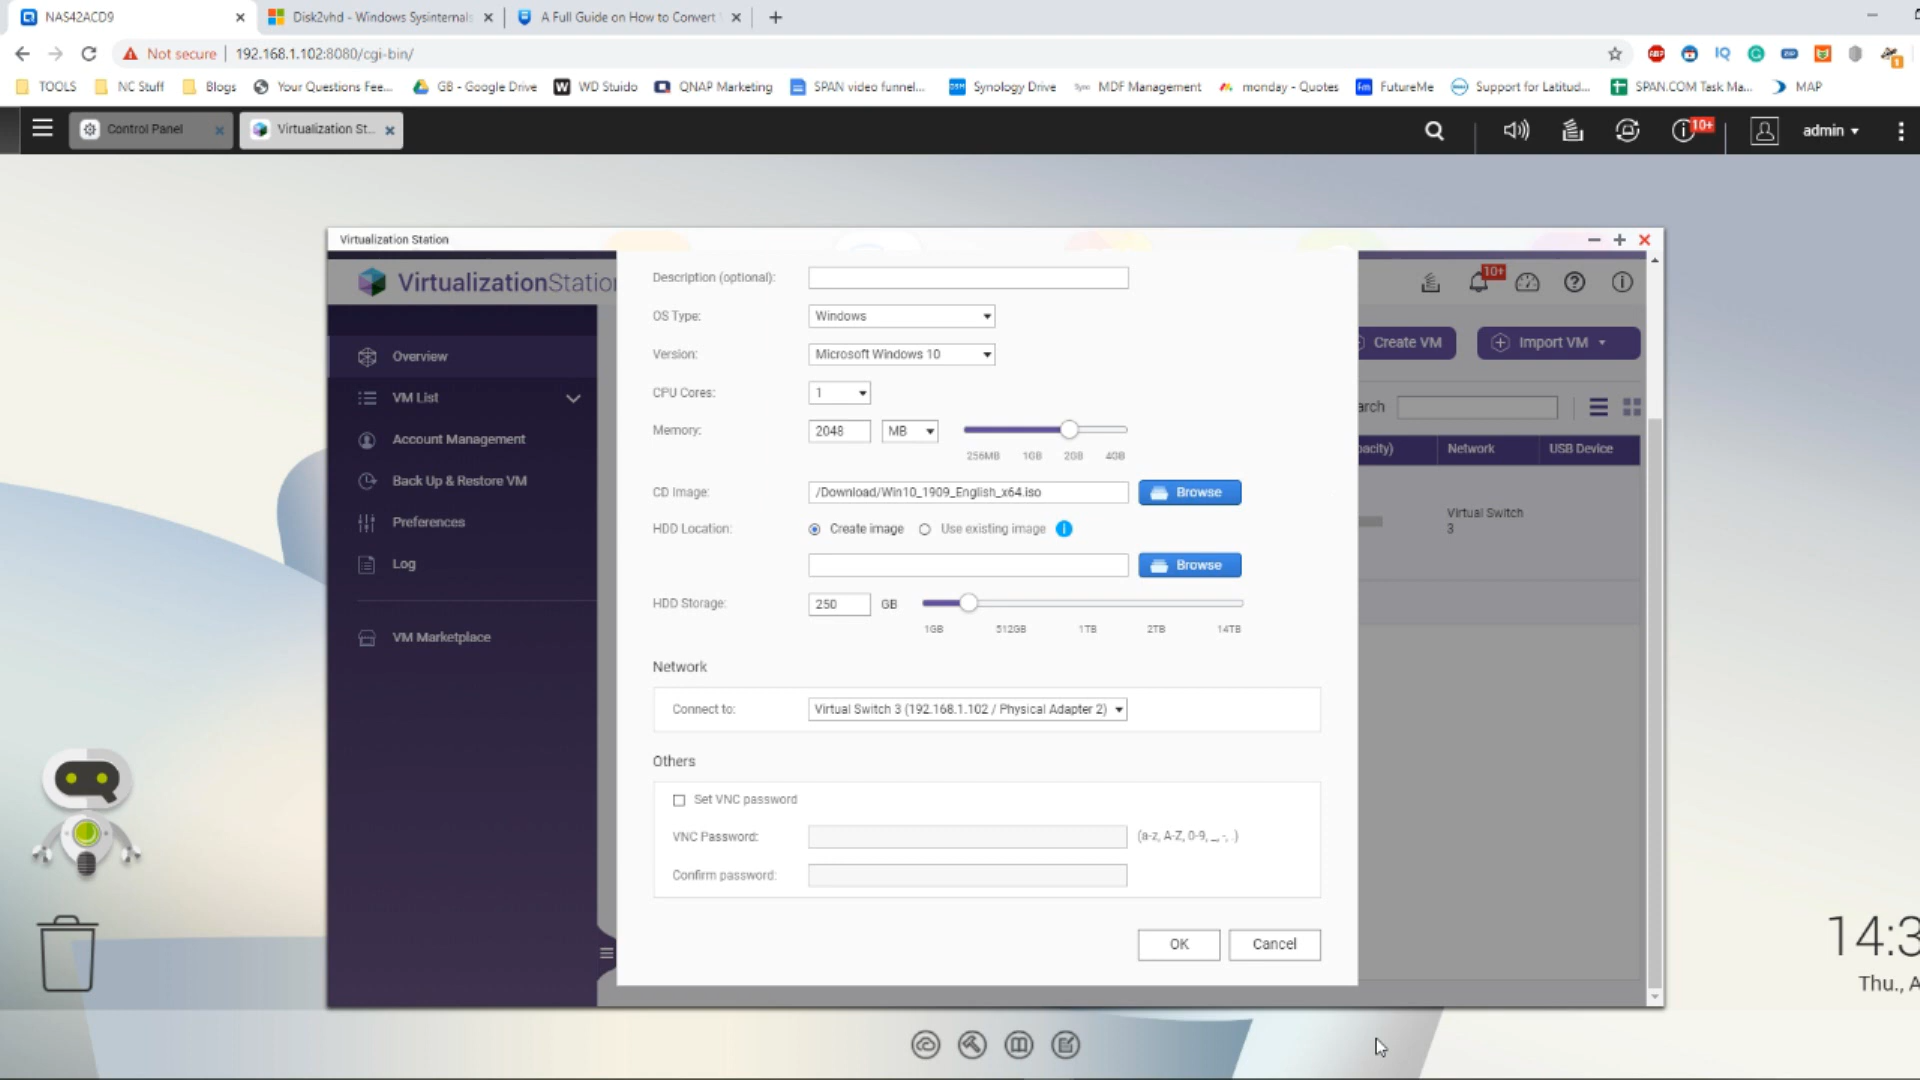 NAS42ACD9
Disk2vhd - Windows Sysinternals
A Full Guide on How to Convert
Not secure | 192.168.1.102:8080/cgi-bin/
TOOLS NC Stuff Blogs Your Questions Fee... GB - Google Drive WD Stuido QNAP Marketing SPAN video funnel... Synology Drive MDF Management monday - Quotes FutureMe Support for Latitud... SPAN.COM Task Ma... MAP
Control Panel
Virtualization St...
10+
admin
Virtualization Station
VirtualizationStation
10+
Overview
VM List
Account Management
Back Up & Restore VM
Preferences
Log
VM Marketplace
Create VM
Import VM
arch
pacity) Network USB Device
Virtual Switch
3
Description (optional):
OS Type: Windows
Version: Microsoft Windows 10
CPU Cores: 1
Memory: 2048 MB
256MB 1GB 2GB 4GB
CD Image: /Download/Win10_1909_English_x64.iso Browse
HDD Location: Create image Use existing image
Browse
HDD Storage: 250 GB
1GB 512GB 1TB 2TB 14TB
Network
Connect to: Virtual Switch 3 (192.168.1.102 / Physical Adapter 2)
Others
Set VNC password
VNC Password: (a-z, A-Z, 0-9, _, -, .)
Confirm password:
OK Cancel
14:3
Thu., A